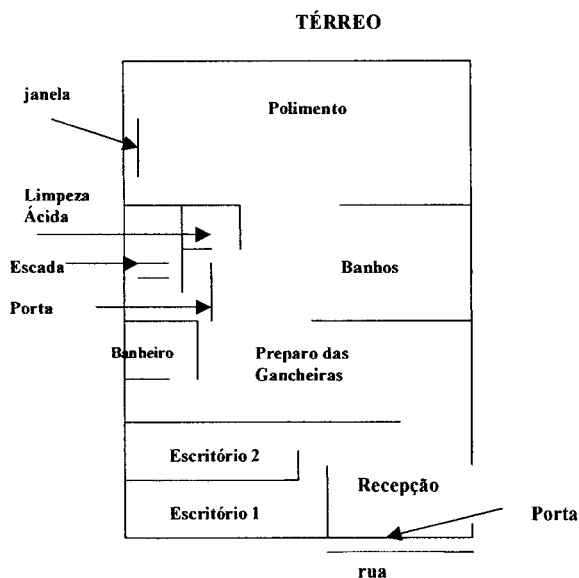 TÉRREO
janela
Polimento
Limpeza
Ácida
Escada
Banhos
Porta
Banheiro
Preparo das
Gancheiras
Escritório 2
Recepção
Escritório 1
Porta
rua